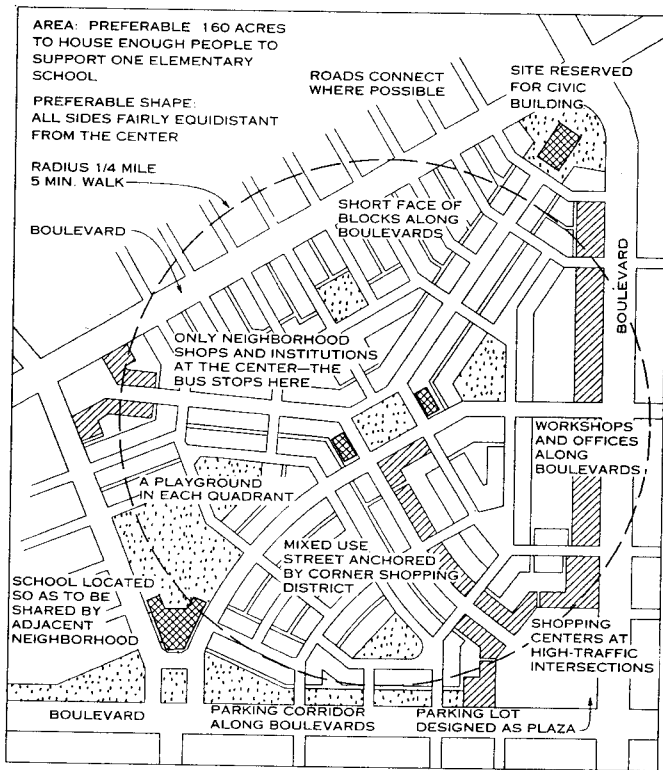 AREA: PREFERABLE 160 ACRES
TO HOUSE ENOUGH PEOPLE TO
SUPPORT ONE ELEMENTARY
SCHOOL
PREFERABLE SHAPE:
ALL SIDES FAIRLY EQUIDISTANT
FROM THE CENTER
RADIUS 1/4 MILE
5 MIN. WALK
BOULEVARD
ROADS CONNECT
WHERE POSSIBLE
SITE RESERVED
FOR CIVIC
BUILDING
SHORT FACE OF
BLOCKS ALONG
BOULEVARDS
BOULEVARD
ONLY NEIGHBORHOOD
SHOPS AND INSTITUTIONS
AT THE CENTER—THE
BUS STOPS HERE
WORKSHOPS
AND OFFICES
ALONG
BOULEVARDS
A PLAYGROUND
IN EACH QUADRANT
MIXED USE
STREET ANCHORED
BY CORNER SHOPPING
DISTRICT
SCHOOL LOCATED
SO AS TO BE
SHARED BY
ADJACENT
NEIGHBORHOOD
SHOPPING
CENTERS AT
HIGH-TRAFFIC
INTERSECTIONS
BOULEVARD
PARKING CORRIDOR
ALONG BOULEVARDS
PARKING LOT
DESIGNED AS PLAZA